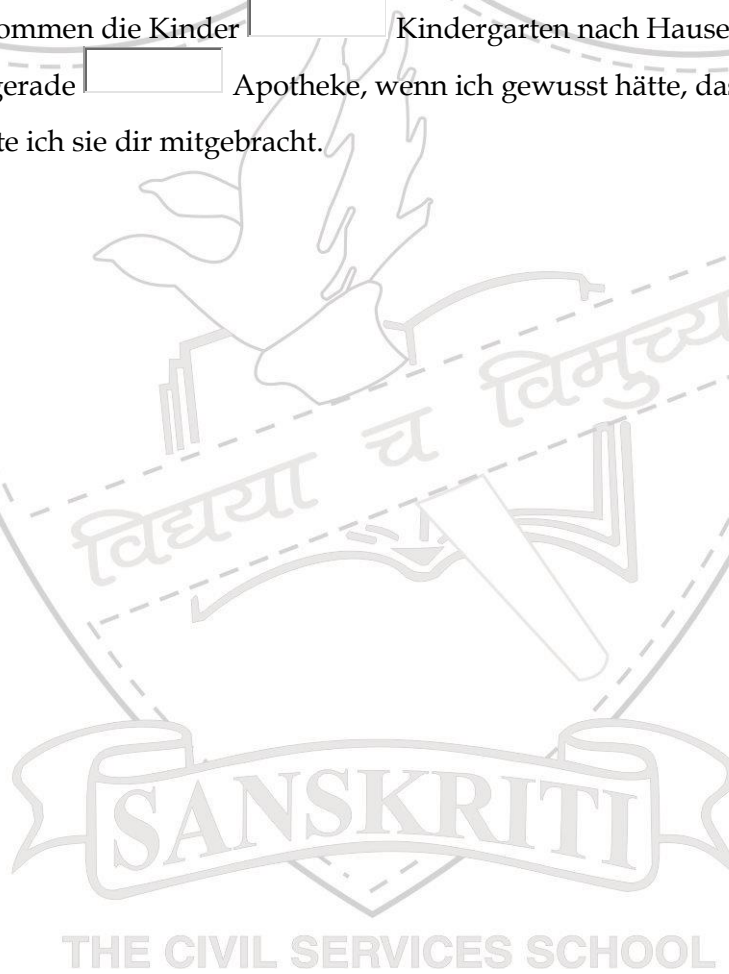 ommen die Kinder Kindergarten nach Hause
gerade Apotheke, wenn ich gewusst hätte, das
te ich sie dir mitgebracht.
विद्यया च विमुच्य
SANSKRITI
THE CIVIL SERVICES SCHOOL